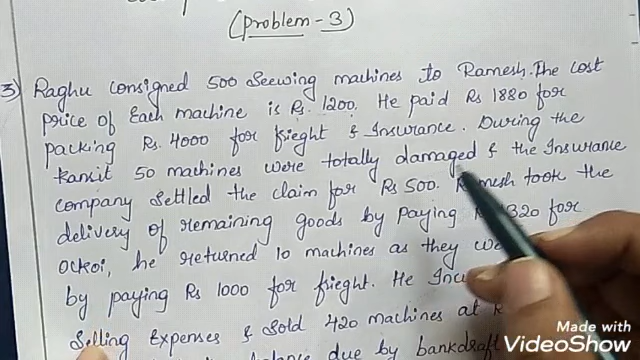 (Problem - 3)
3) Raghu Consigned 500 Seewing machines to Ramesh. The Cost
price of Each machine is Rs. 1200. He paid Rs 1880 for
packing Rs. 4000 for frieght & Insurance. During the
transit 50 machines were totally damaged & the Insurance
Company Settled the claim for Rs 500. Ramesh took the
delivery of remaining goods by paying 320 for
Octroi, he returned 10 machines as they
by paying Rs 1000 for frieght. He
Selling Expenses & Sold 420 machines at
balance due by bankdraft
Made with
VideoShow